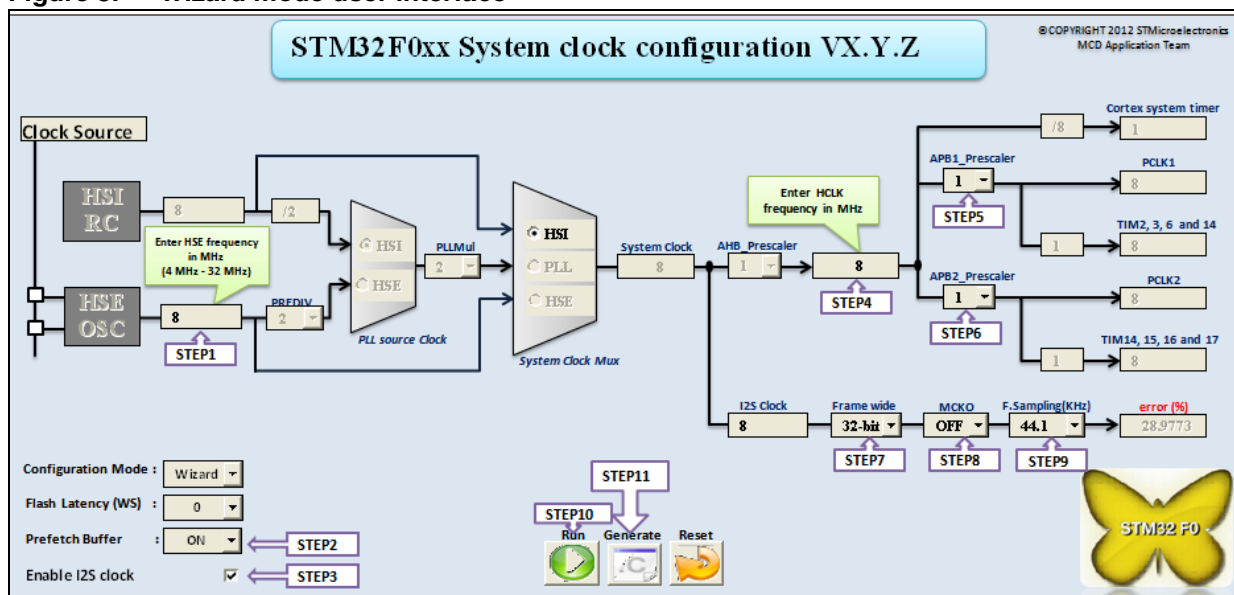 Figure 3. Wizard mode user interface
STM32F0xx System clock configuration VX.Y.Z
©COPYRIGHT 2012 STMicroelectronics
MCD Application Team
Clock Source
HSI
RC
8
/2
Enter HSE frequency
in MHz
(4 MHz - 32 MHz)
HSE
OSC
8
STEP1
PREDIV
2
HSI
HSE
PLL source Clock
PLLMul
2
HSI
PLL
HSE
System Clock Mux
System Clock
8
AHB_Prescaler
1
Enter HCLK
frequency in MHz
8
STEP4
/8
Cortex system timer
1
APB1_Prescaler
1
STEP5
PCLK1
8
TIM2, 3, 6 and 14
1
8
APB2_Prescaler
1
STEP6
PCLK2
8
TIM14, 15, 16 and 17
1
8
I2S Clock
8
Frame wide
32-bit
STEP7
MCKO
OFF
STEP8
F.Sampling(KHz)
44.1
STEP9
error (%)
28.9773
Configuration Mode : Wizard
Flash Latency (WS) : 0
Prefetch Buffer : ON
STEP2
Enable I2S clock
STEP3
STEP11
STEP10
Run
Generate
Reset
.C
STM32 F0